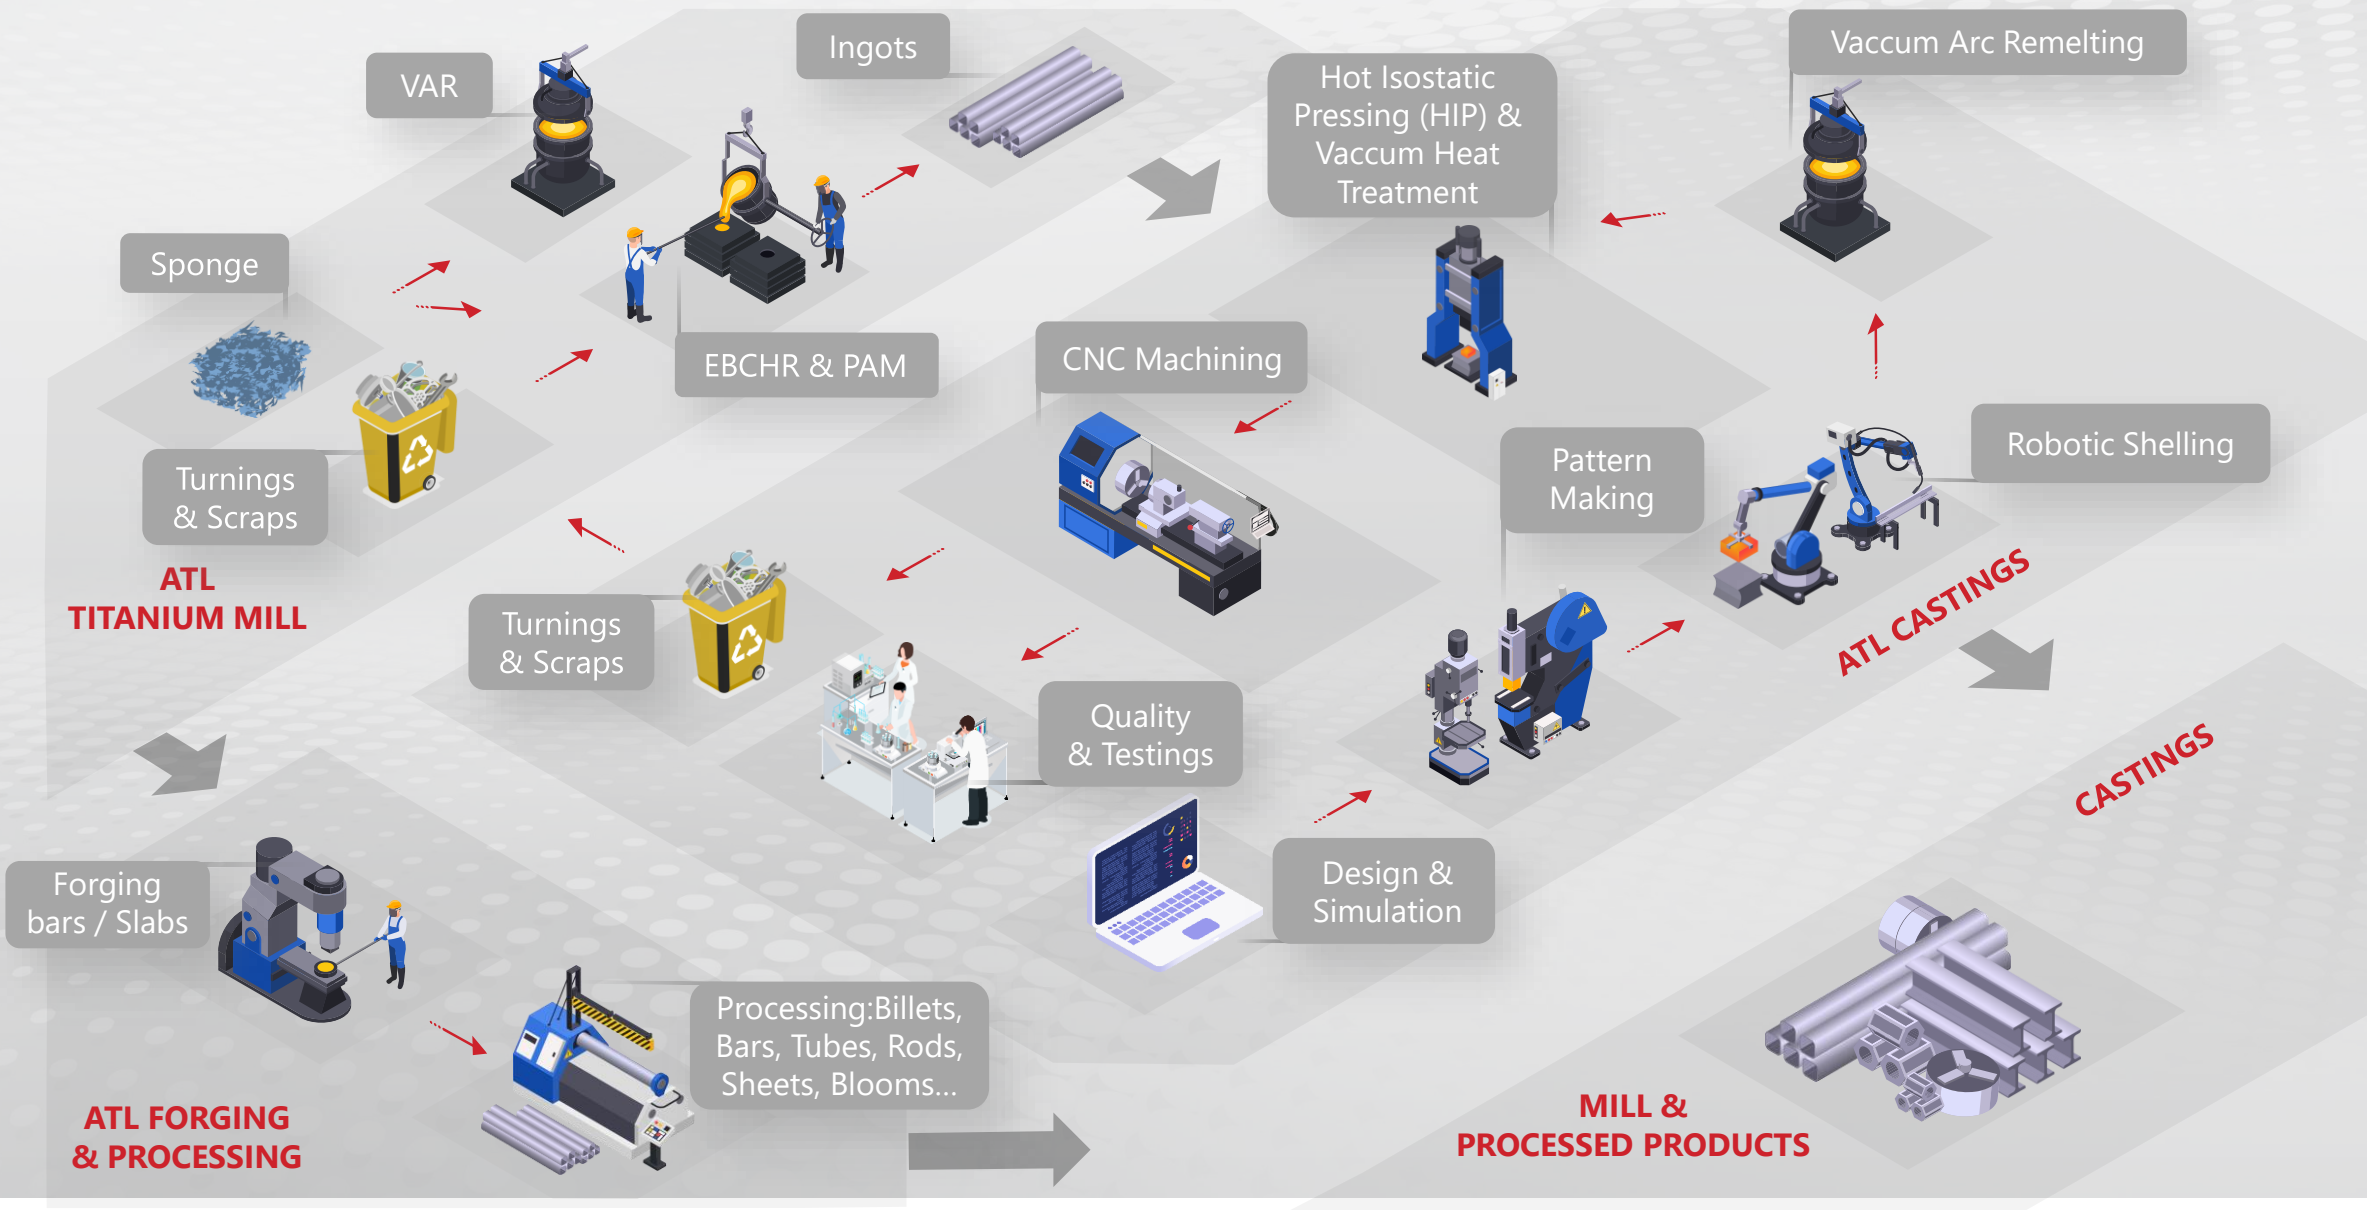 Vaccum Arc Remelting
Ingots
VAR
Hot Isostatic
Pressing (HIP) &
Vaccum Heat
Treatment
Sponge
EBCHR & PAM
CNC Machining
Robotic Shelling
Pattern
Making
Turnings
& Scraps
ATL
TITANIUM MILL
Turnings
& Scraps
ATL CASTINGS
Quality
& Testings
CASTINGS
Forging
bars / Slabs
Design &
Simulation
Processing:Billets,
Bars, Tubes, Rods,
Sheets, Blooms...
ATL FORGING
& PROCESSING
MILL &
PROCESSED PRODUCTS